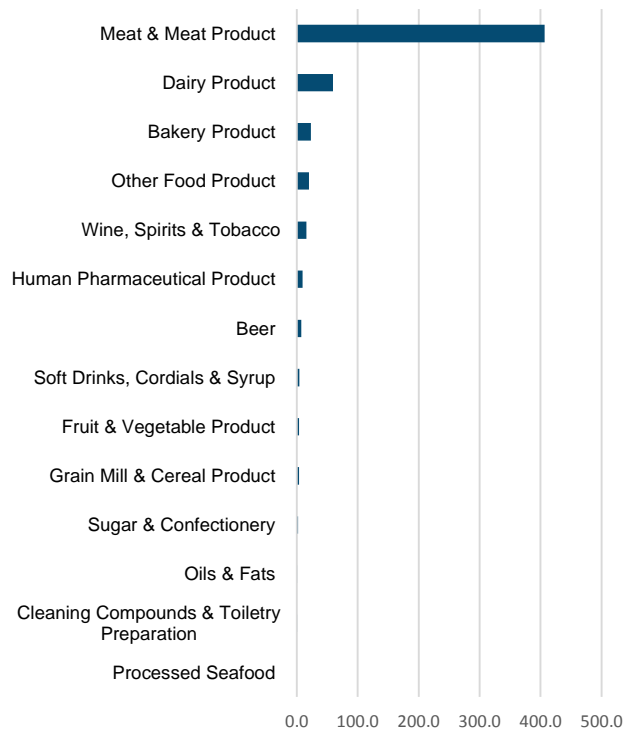 Meat & Meat Product
Dairy Product
Bakery Product
Other Food Product
Wine, Spirits & Tobacco
Human Pharmaceutical Product
Beer
Soft Drinks, Cordials & Syrup
Fruit & Vegetable Product
Grain Mill & Cereal Product
Sugar & Confectionery
Oils & Fats
Cleaning Compounds & Toiletry
Preparation
Processed Seafood
0.0 100.0 200.0 300.0 400.0 500.0